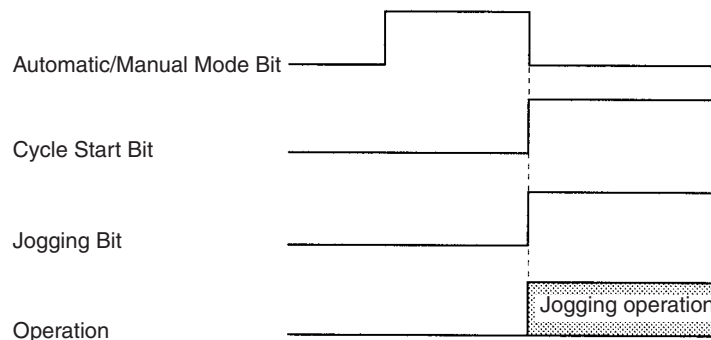 Automatic/Manual Mode Bit
Cycle Start Bit
Jogging Bit
Jogging operation
Operation